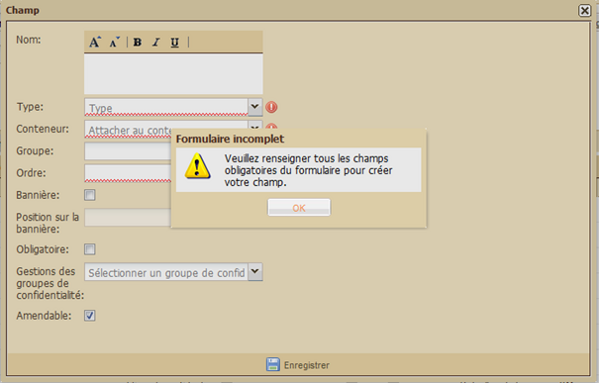 Champ
Nom:
A A B I U
Type:
Type
Conteneur:
Attacher au conte
Formulaire incomplet
Veuillez renseigner tous les champs
obligatoires du formulaire pour créer
votre champ.
OK
Groupe:
Ordre:
Bannière:
Position sur la
bannière:
Obligatoire:
Gestions des
groupes de
confidentialité:
Sélectionner un groupe de confid
Amendable:
Enregistrer